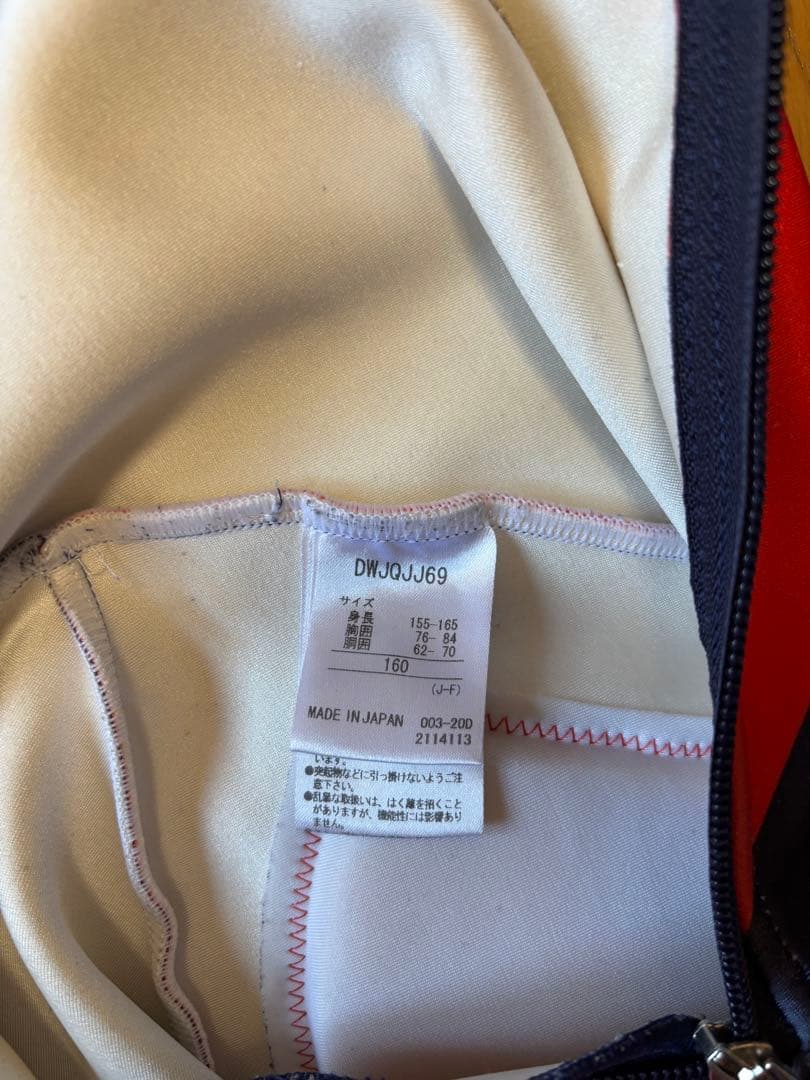 DWJQJJ69
サイズ
身長 155-165
胸囲 76- 84
胴囲 62- 70
160
(J-F)
MADE IN JAPAN 003-20D
2114113
います。
●突起物などに引っ掛けないようご注
意下さい。
●乱暴な取扱いは、はく離を招くこと
がありますが、機能性には影響あり
ません。